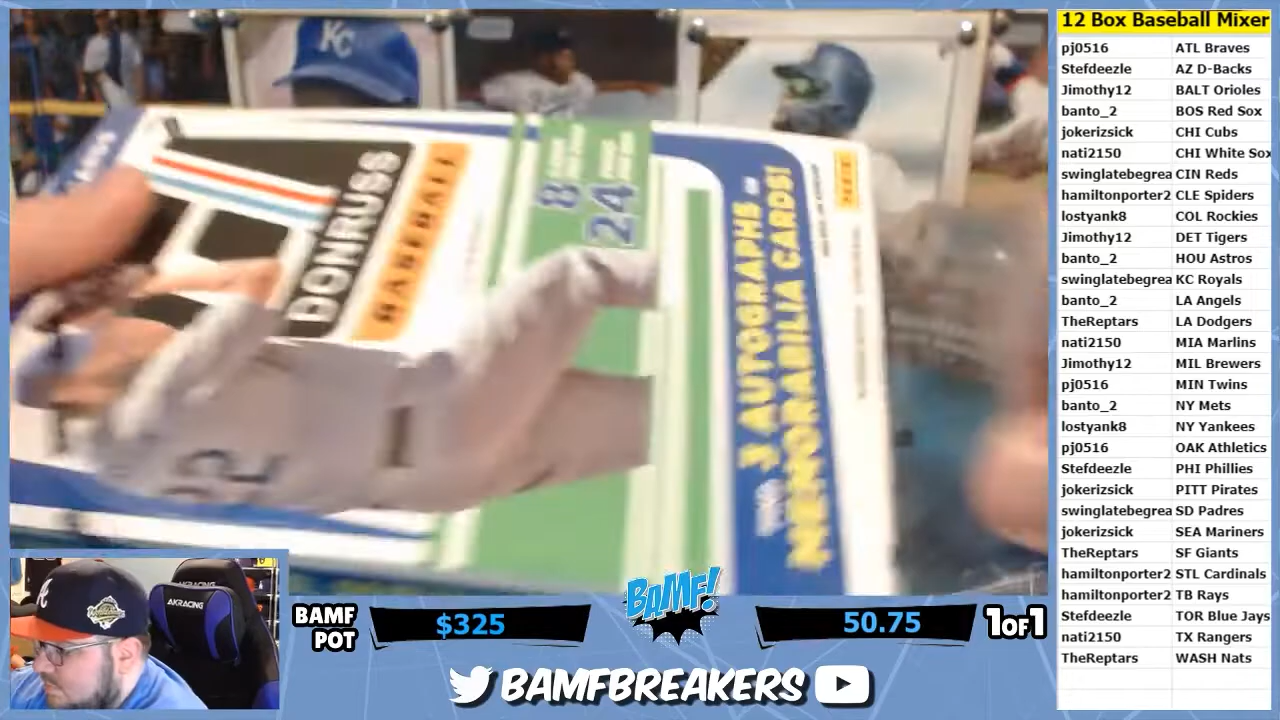 12 Box Baseball Mixer
pj0516 ATL Braves
Stefdeezle AZ D-Backs
Jimothy12 BALT Orioles
banto_2 BOS Red Sox
jokerizsick CHI Cubs
nati2150 CHI White Sox
swinglatebegrea CIN Reds
hamiltonporter2 CLE Spiders
lostyank8 COL Rockies
Jimothy12 DET Tigers
banto_2 HOU Astros
swinglatebegrea KC Royals
banto_2 LA Angels
TheReptars LA Dodgers
nati2150 MIA Marlins
Jimothy12 MIL Brewers
pj0516 MIN Twins
banto_2 NY Mets
lostyank8 NY Yankees
pj0516 OAK Athletics
Stefdeezle PHI Phillies
jokerizsick PITT Pirates
swinglatebegrea SD Padres
jokerizsick SEA Mariners
TheReptars SF Giants
hamiltonporter2 STL Cardinals
hamiltonporter2 TB Rays
Stefdeezle TOR Blue Jays
nati2150 TX Rangers
TheReptars WASH Nats
KC
DONRUSS
BASEBALL
8
24
3 AUTOGRAPHS
MEMORABILIA CARDS!
A
AKRACING
BAMF POT
$325
BAMF!
50.75
1OF1
BAMFBREAKERS